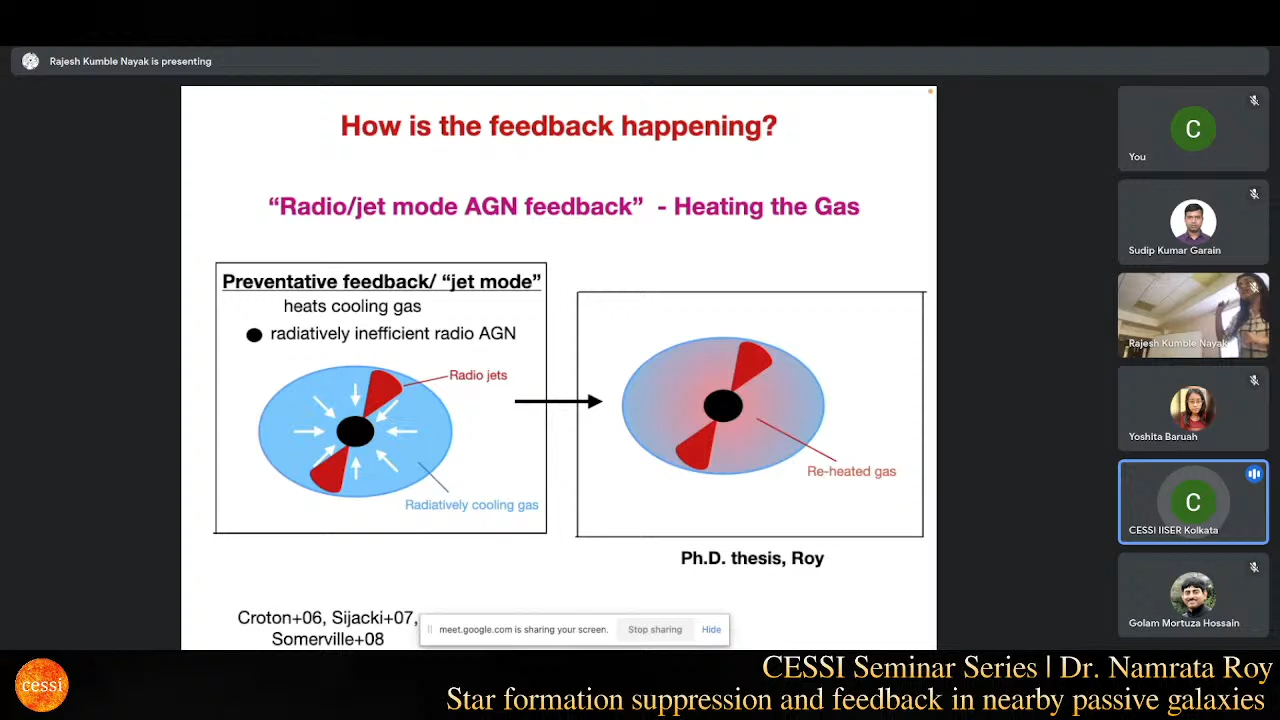 Rajesh Kumble Nayak is presenting
How is the feedback happening?
“Radio/jet mode AGN feedback” - Heating the Gas
Preventative feedback/ “jet mode”
heats cooling gas
radiatively inefficient radio AGN
Radio jets
Radiatively cooling gas
Re-heated gas
Ph.D. thesis, Roy
Croton+06, Sijacki+07,
Somerville+08
meet.google.com is sharing your screen.
Stop sharing
Hide
C
You
Sudip Kumar Garain
Rajesh Kumble Nayak
Yoshita Baruah
C
CESSI IISER Kolkata
Golam Mortuza Hossain
cessi
CESSI Seminar Series | Dr. Namrata Roy
Star formation suppression and feedback in nearby passive galaxies